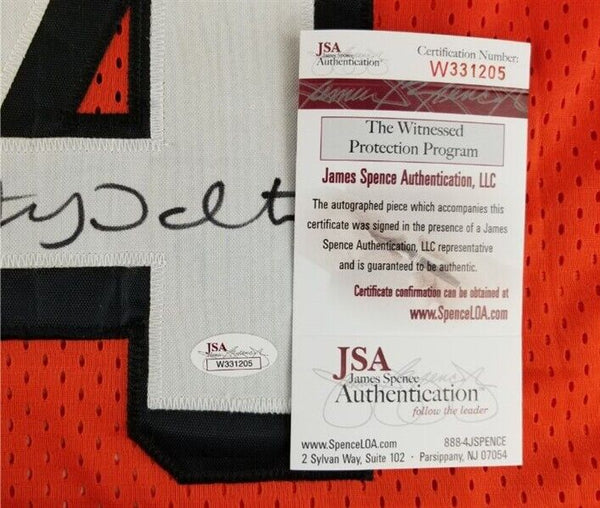 4
JSA
James Spence
Authentication
Certification Number:
W331205
The Witnessed
Protection Program
James Spence Authentication, LLC
The autographed piece which accompanies this
certificate was signed in the presence of a James
Spence Authentication, LLC representative
and is guaranteed to be authentic.
Certificate confirmation can be obtained at
www.SpenceLOA.com
JSA
W331205
JSA
James Spence
Authentication
follow the leader
www.SpenceLOA.com 888-4JSPENCE
2 Sylvan Way, Suite 102 • Parsippany, NJ 07054